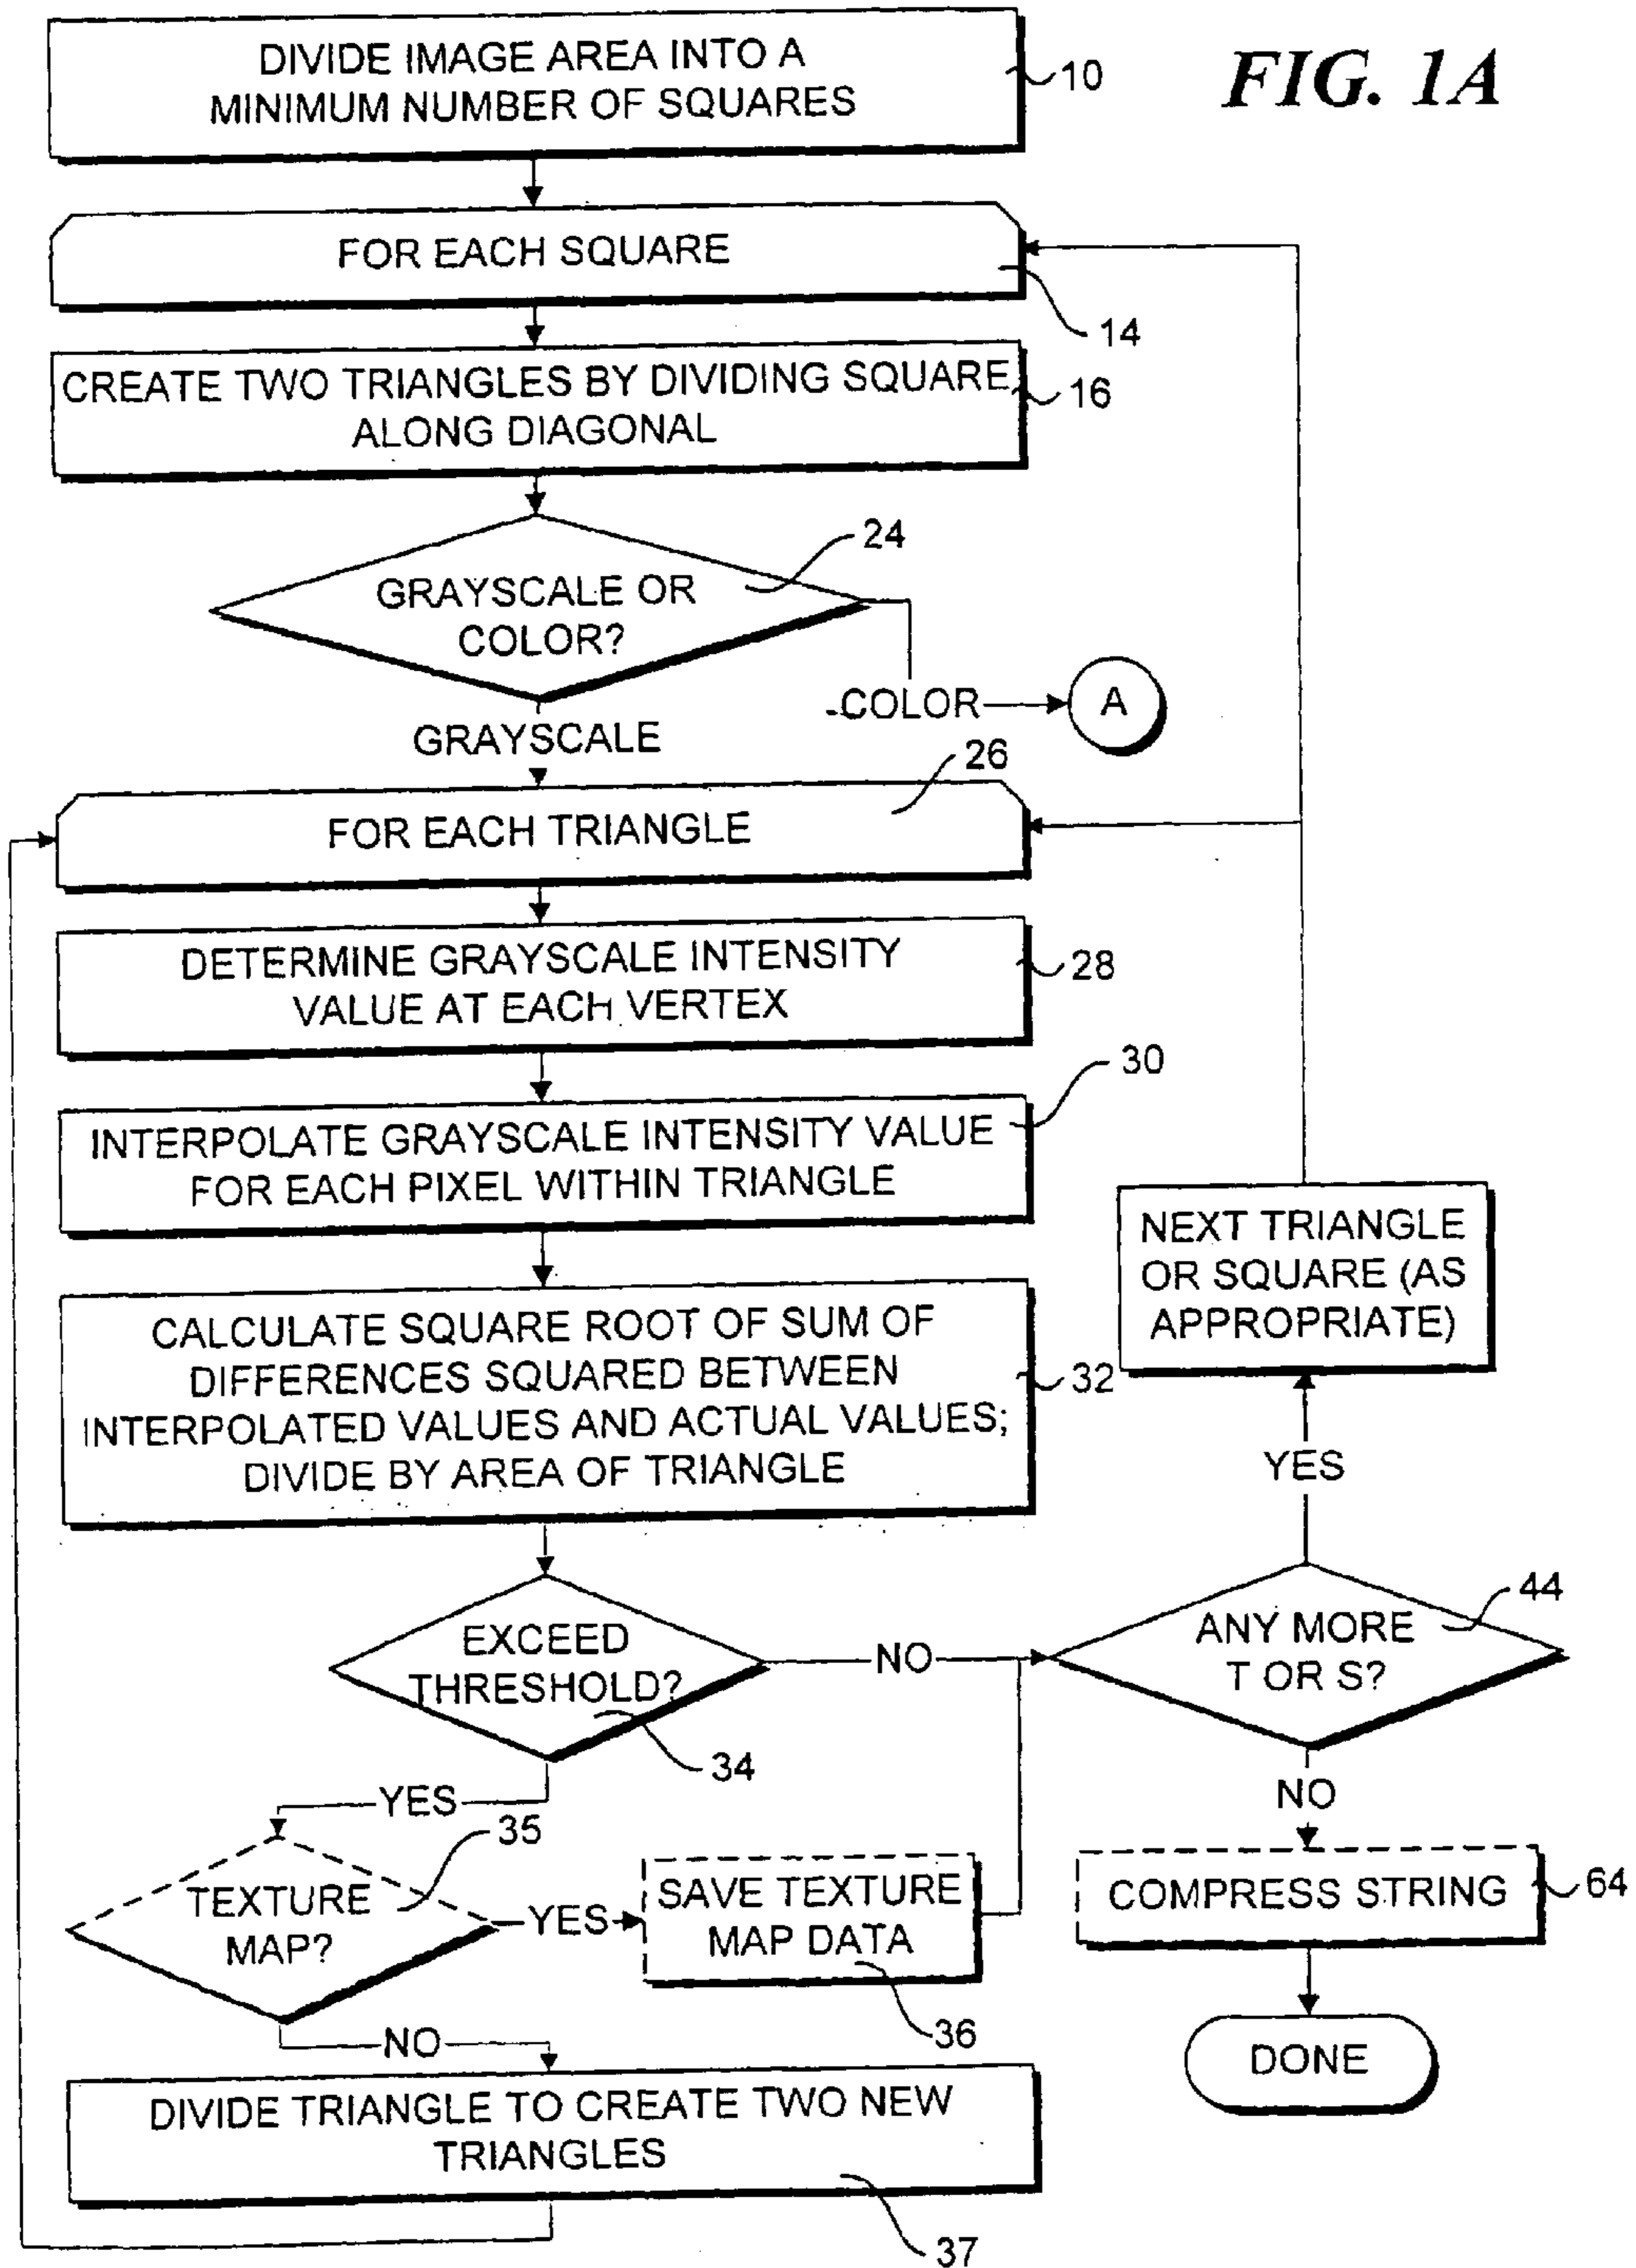 FIG. 1A
DIVIDE IMAGE AREA INTO A
MINIMUM NUMBER OF SQUARES
10
FOR EACH SQUARE
14
CREATE TWO TRIANGLES BY DIVIDING SQUARE
ALONG DIAGONAL
16
GRAYSCALE OR
COLOR?
24
COLOR
A
GRAYSCALE
26
FOR EACH TRIANGLE
DETERMINE GRAYSCALE INTENSITY
VALUE AT EACH VERTEX
28
30
INTERPOLATE GRAYSCALE INTENSITY VALUE
FOR EACH PIXEL WITHIN TRIANGLE
NEXT TRIANGLE
OR SQUARE (AS
APPROPRIATE)
CALCULATE SQUARE ROOT OF SUM OF
DIFFERENCES SQUARED BETWEEN
INTERPOLATED VALUES AND ACTUAL VALUES;
DIVIDE BY AREA OF TRIANGLE
32
YES
EXCEED
THRESHOLD?
34
NO
ANY MORE
T OR S?
44
YES
NO
TEXTURE
MAP?
35
YES
SAVE TEXTURE
MAP DATA
36
COMPRESS STRING
64
NO
DONE
DIVIDE TRIANGLE TO CREATE TWO NEW
TRIANGLES
37